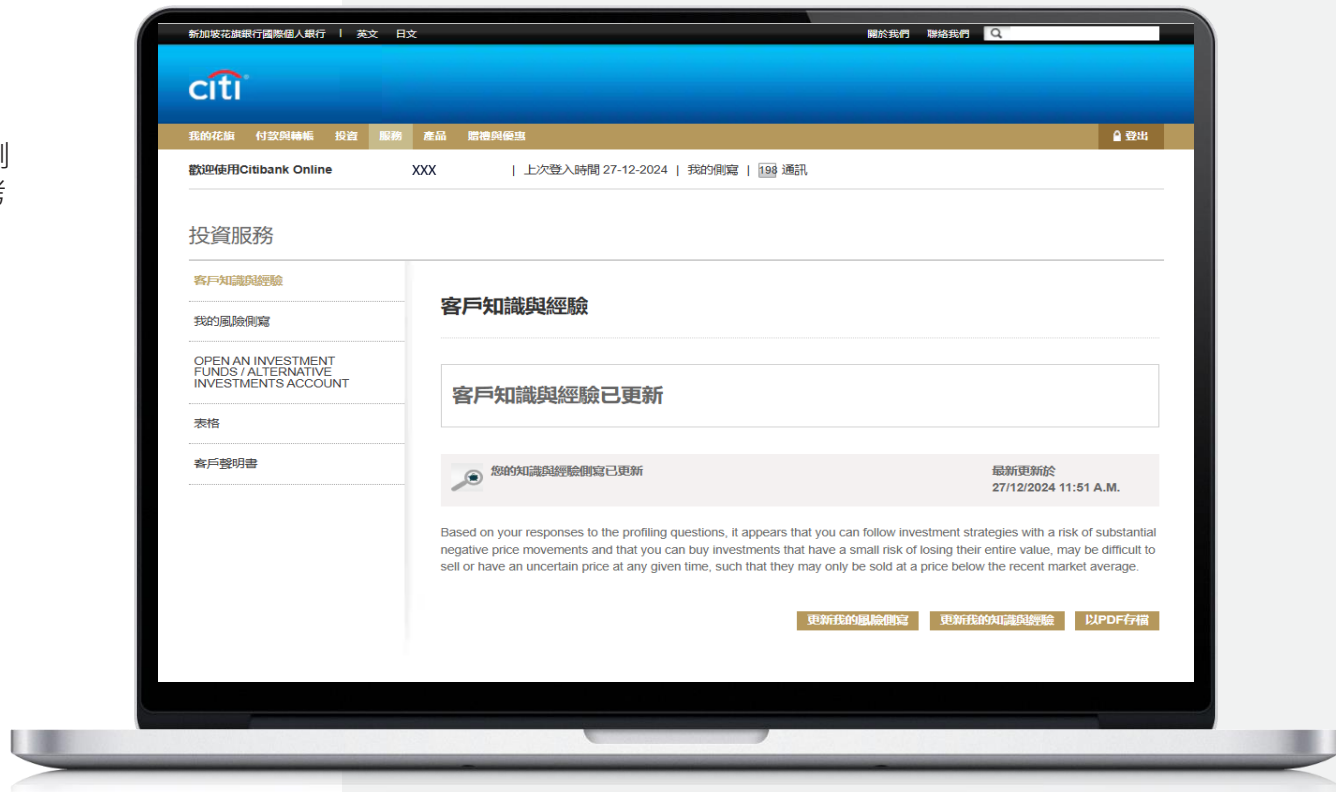 新加坡花旗銀行國際個人銀行 | 英文 日文 關於我們 聯絡我們
citi
我的花旗 付款與轉帳 投資 服務 產品 贈禮與優惠 登出
歡迎使用Citibank Online XXX | 上次登入時間 27-12-2024 | 我的側寫 | 198 通訊
投資服務
客戶知識與經驗
我的風險側寫
OPEN AN INVESTMENT
FUNDS / ALTERNATIVE
INVESTMENTS ACCOUNT
表格
客戶聲明書
客戶知識與經驗
客戶知識與經驗已更新
您的知識與經驗側寫已更新
最新更新於
27/12/2024 11:51 A.M.
Based on your responses to the profiling questions, it appears that you can follow investment strategies with a risk of substantial
negative price movements and that you can buy investments that have a small risk of losing their entire value, may be difficult to
sell or have an uncertain price at any given time, such that they may only be sold at a price below the recent market average.
更新我的風險側寫 更新我的知識與經驗 以PDF存檔